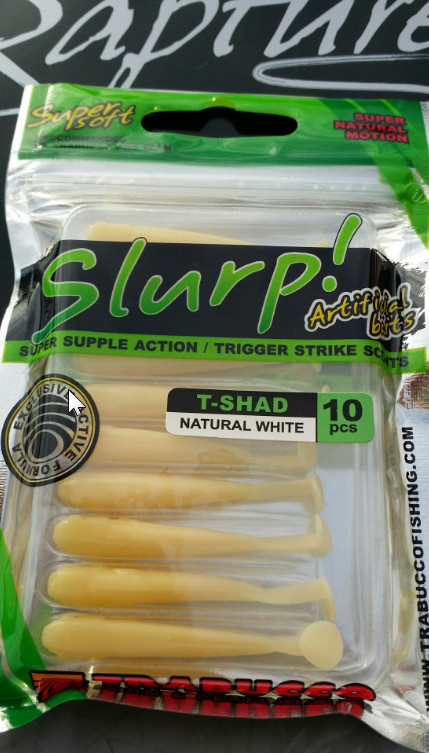 Rapture
Super
soft
SUPER
NATURAL
MOTION
Slurp!
Artificial
baits
SUPER SUPPLE ACTION / TRIGGER STRIKE SCENTS
EXCLUSIVE ACTIVE FORMULA
T-SHAD
NATURAL WHITE
10
pcs
WWW.TRABUCCOFISHING.COM
TRABUCCO